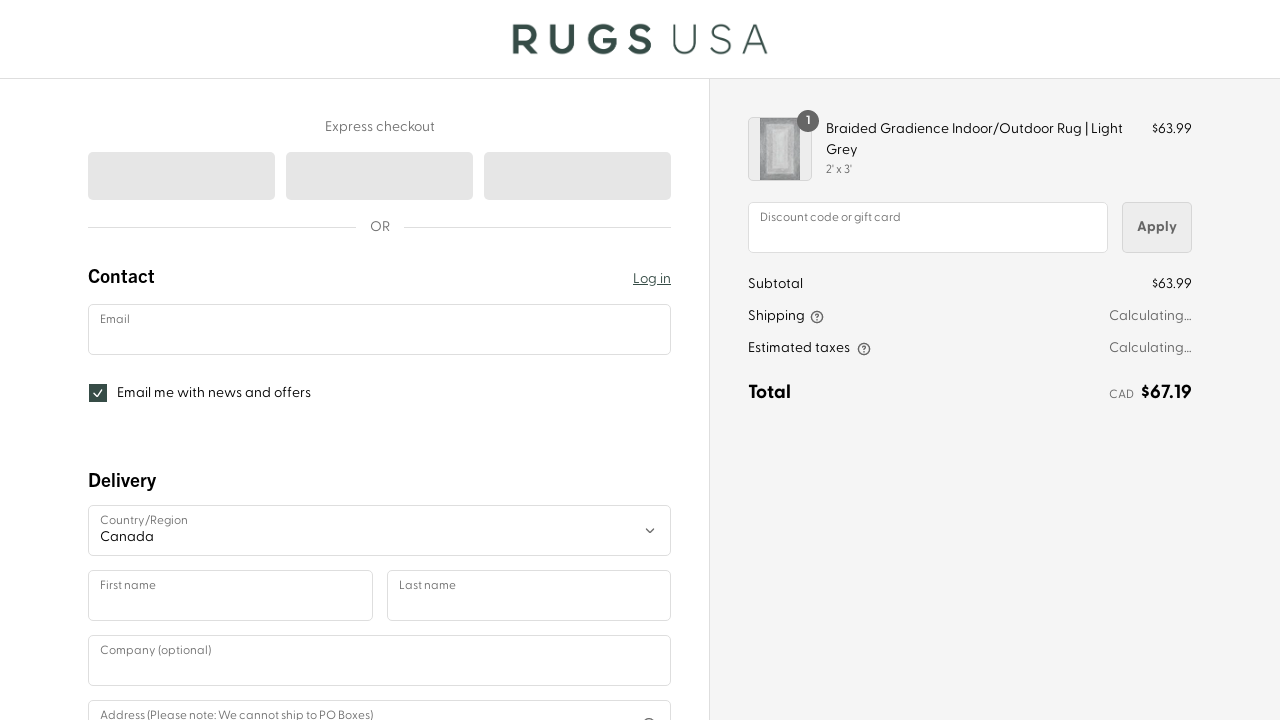 RUGS USA
Express checkout
OR
Contact
Log in
Email
Email me with news and offers
Delivery
Country/Region
Canada
First name
Last name
Company (optional)
Address (Please note: We cannot ship to PO Boxes)
1
Braided Gradience Indoor/Outdoor Rug | Light
Grey
2' x 3'
$63.99
Discount code or gift card
Apply
Subtotal
$63.99
Shipping
Calculating…
Estimated taxes
Calculating…
Total
CAD $67.19